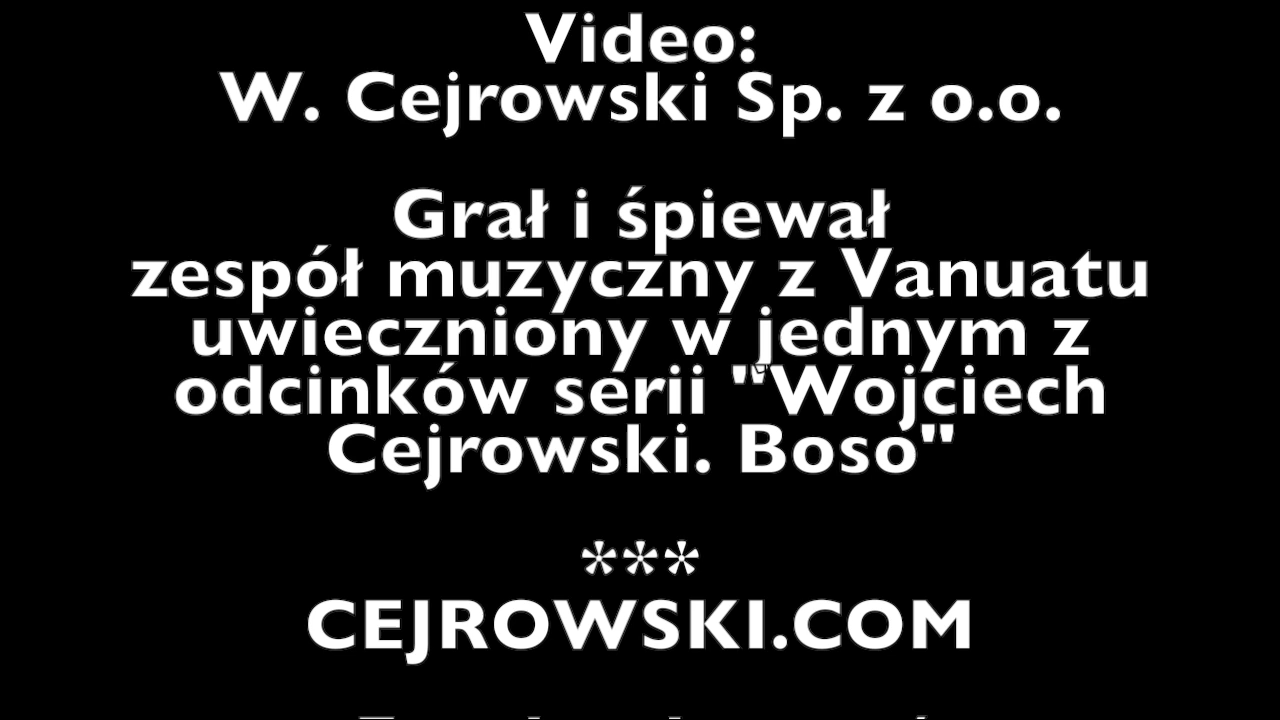 Video:
W. Cejrowski Sp. z o.o.
Grał i śpiewał
zespół muzyczny z Vanuatu
uwieczniony w jednym z
odcinków serii "Wojciech
Cejrowski. Boso"
***
CEJROWSKI.COM